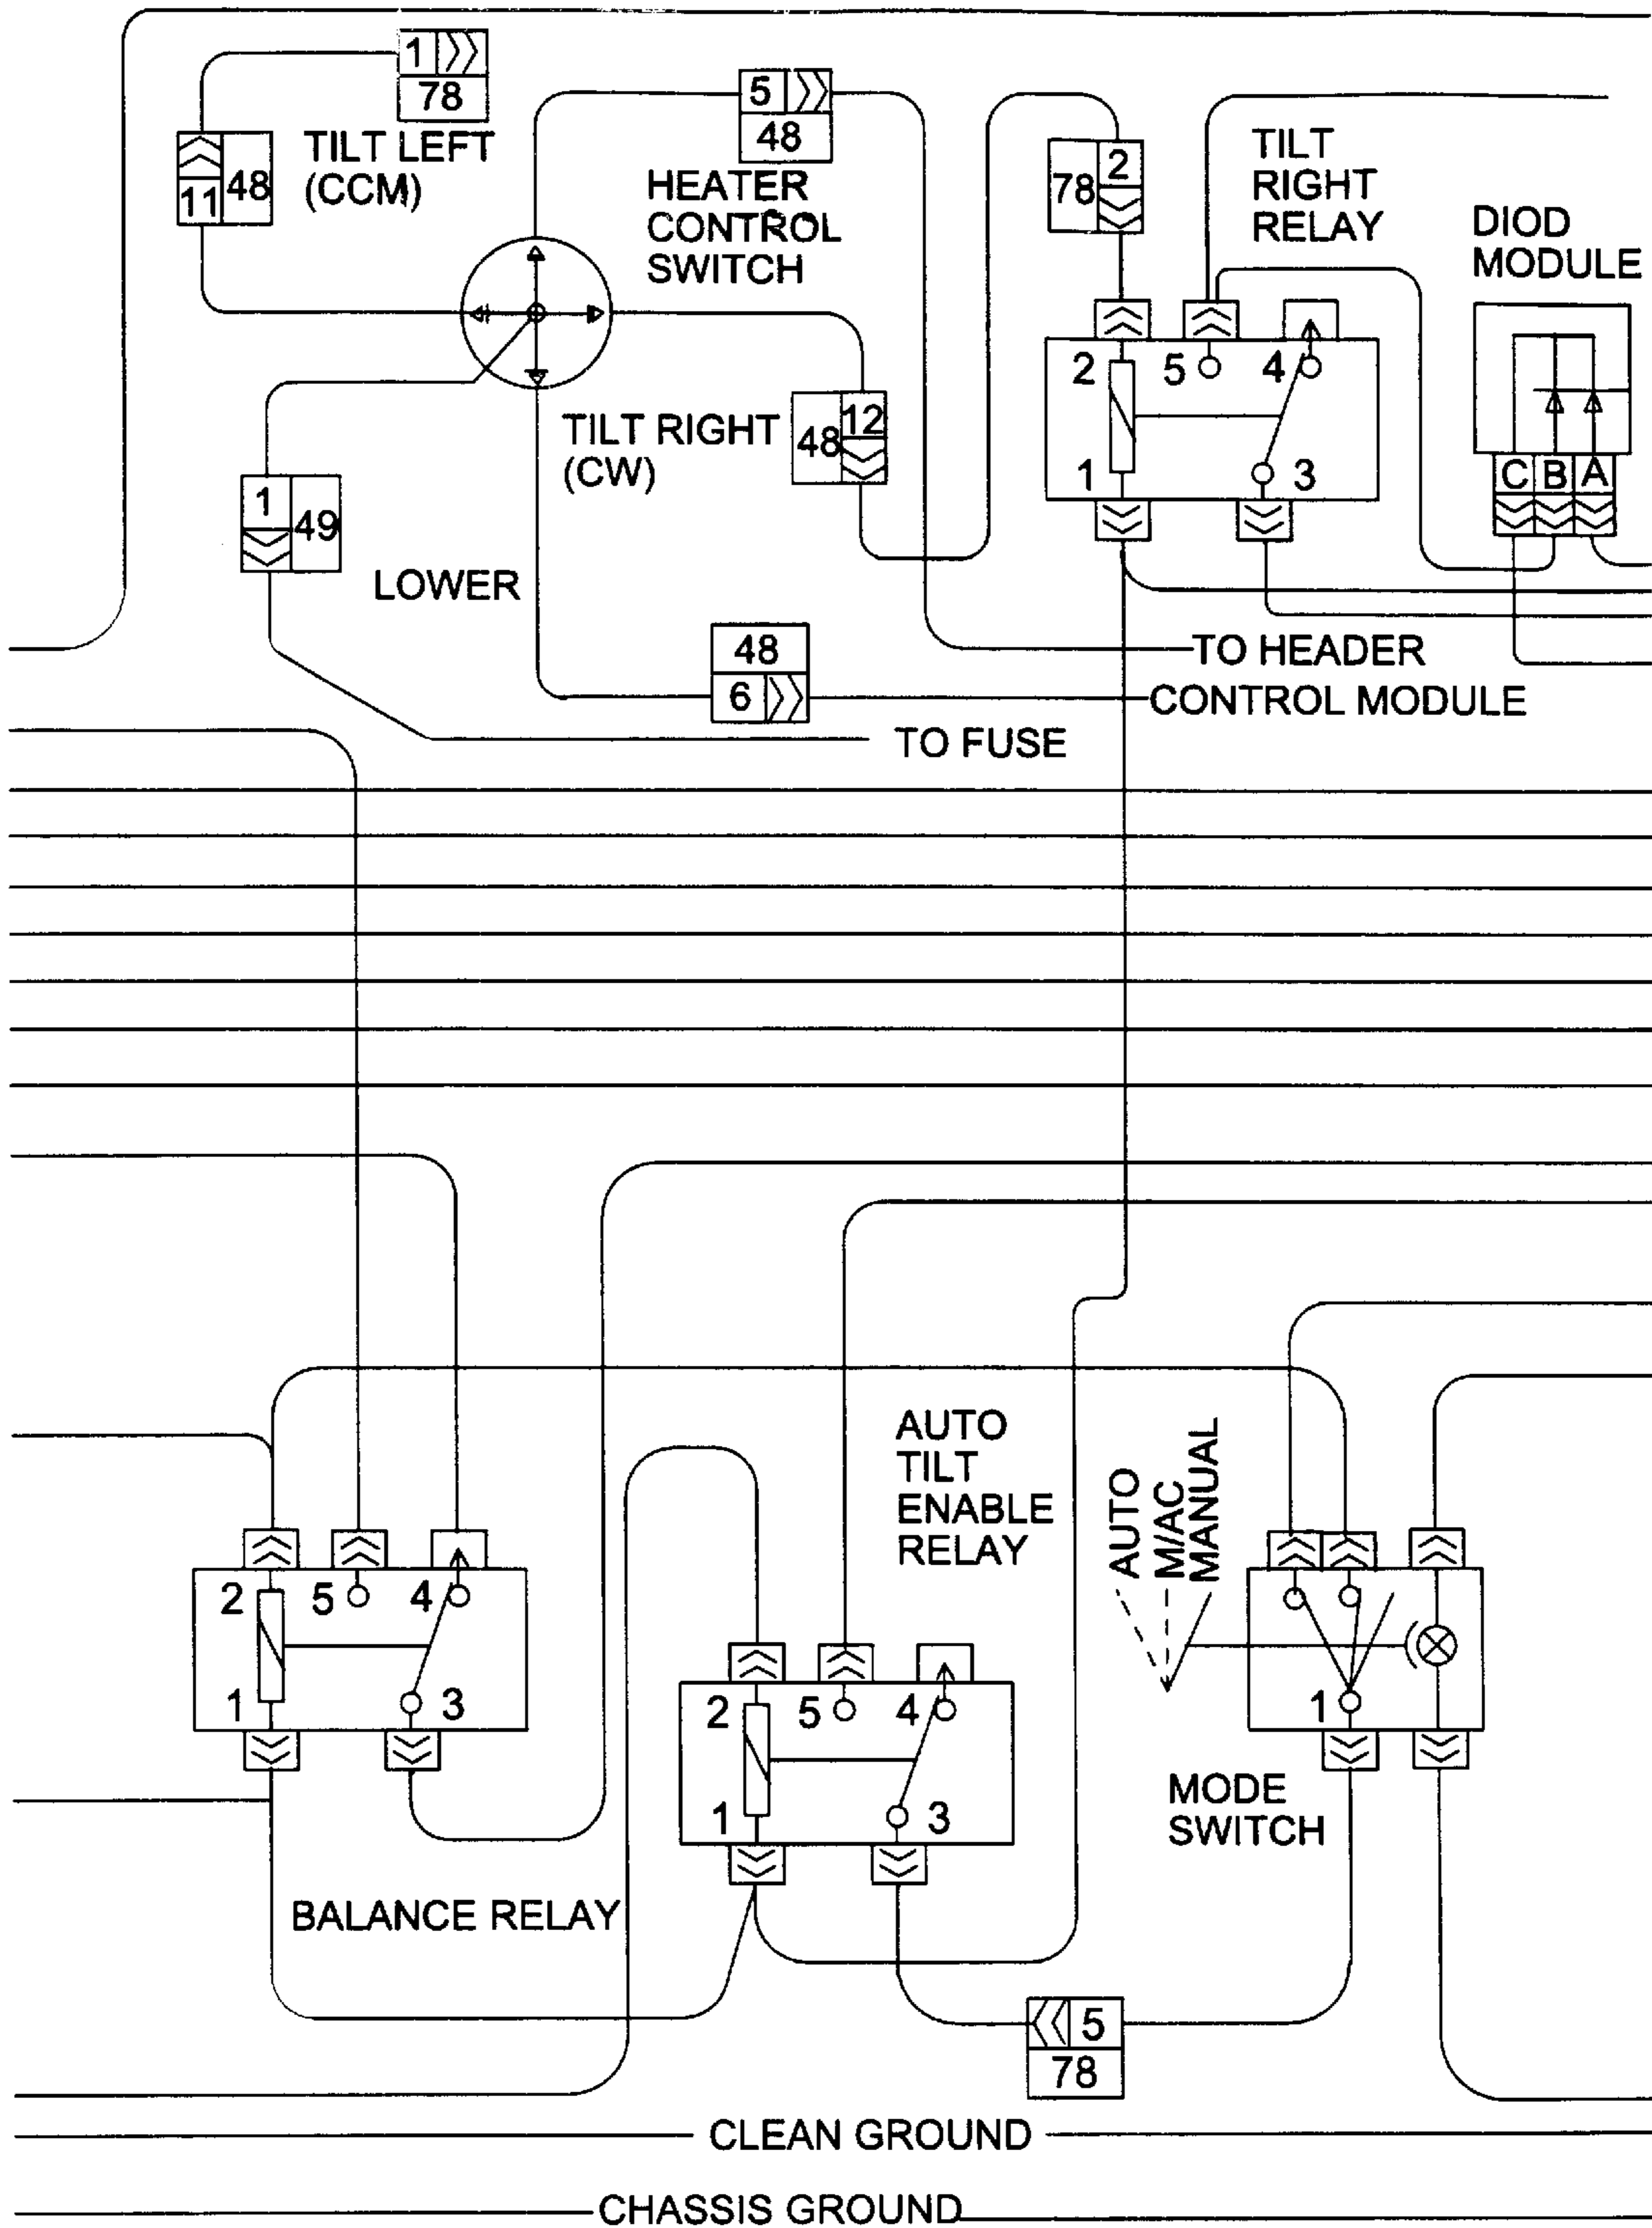 1
78
TILT LEFT
(CCM)
11
48
5
48
HEATER
CONTROL
SWITCH
78
2
TILT
RIGHT
RELAY
DIOD
MODULE
2
5
4
1
3
C B A
TILT RIGHT
(CW)
48
12
1
49
LOWER
48
6
TO HEADER
CONTROL MODULE
TO FUSE
AUTO
TILT
ENABLE
RELAY
AUTO
M/AC
MANUAL
2
5
4
1
3
BALANCE RELAY
2
5
4
1
3
1
MODE
SWITCH
5
78
CLEAN GROUND
CHASSIS GROUND